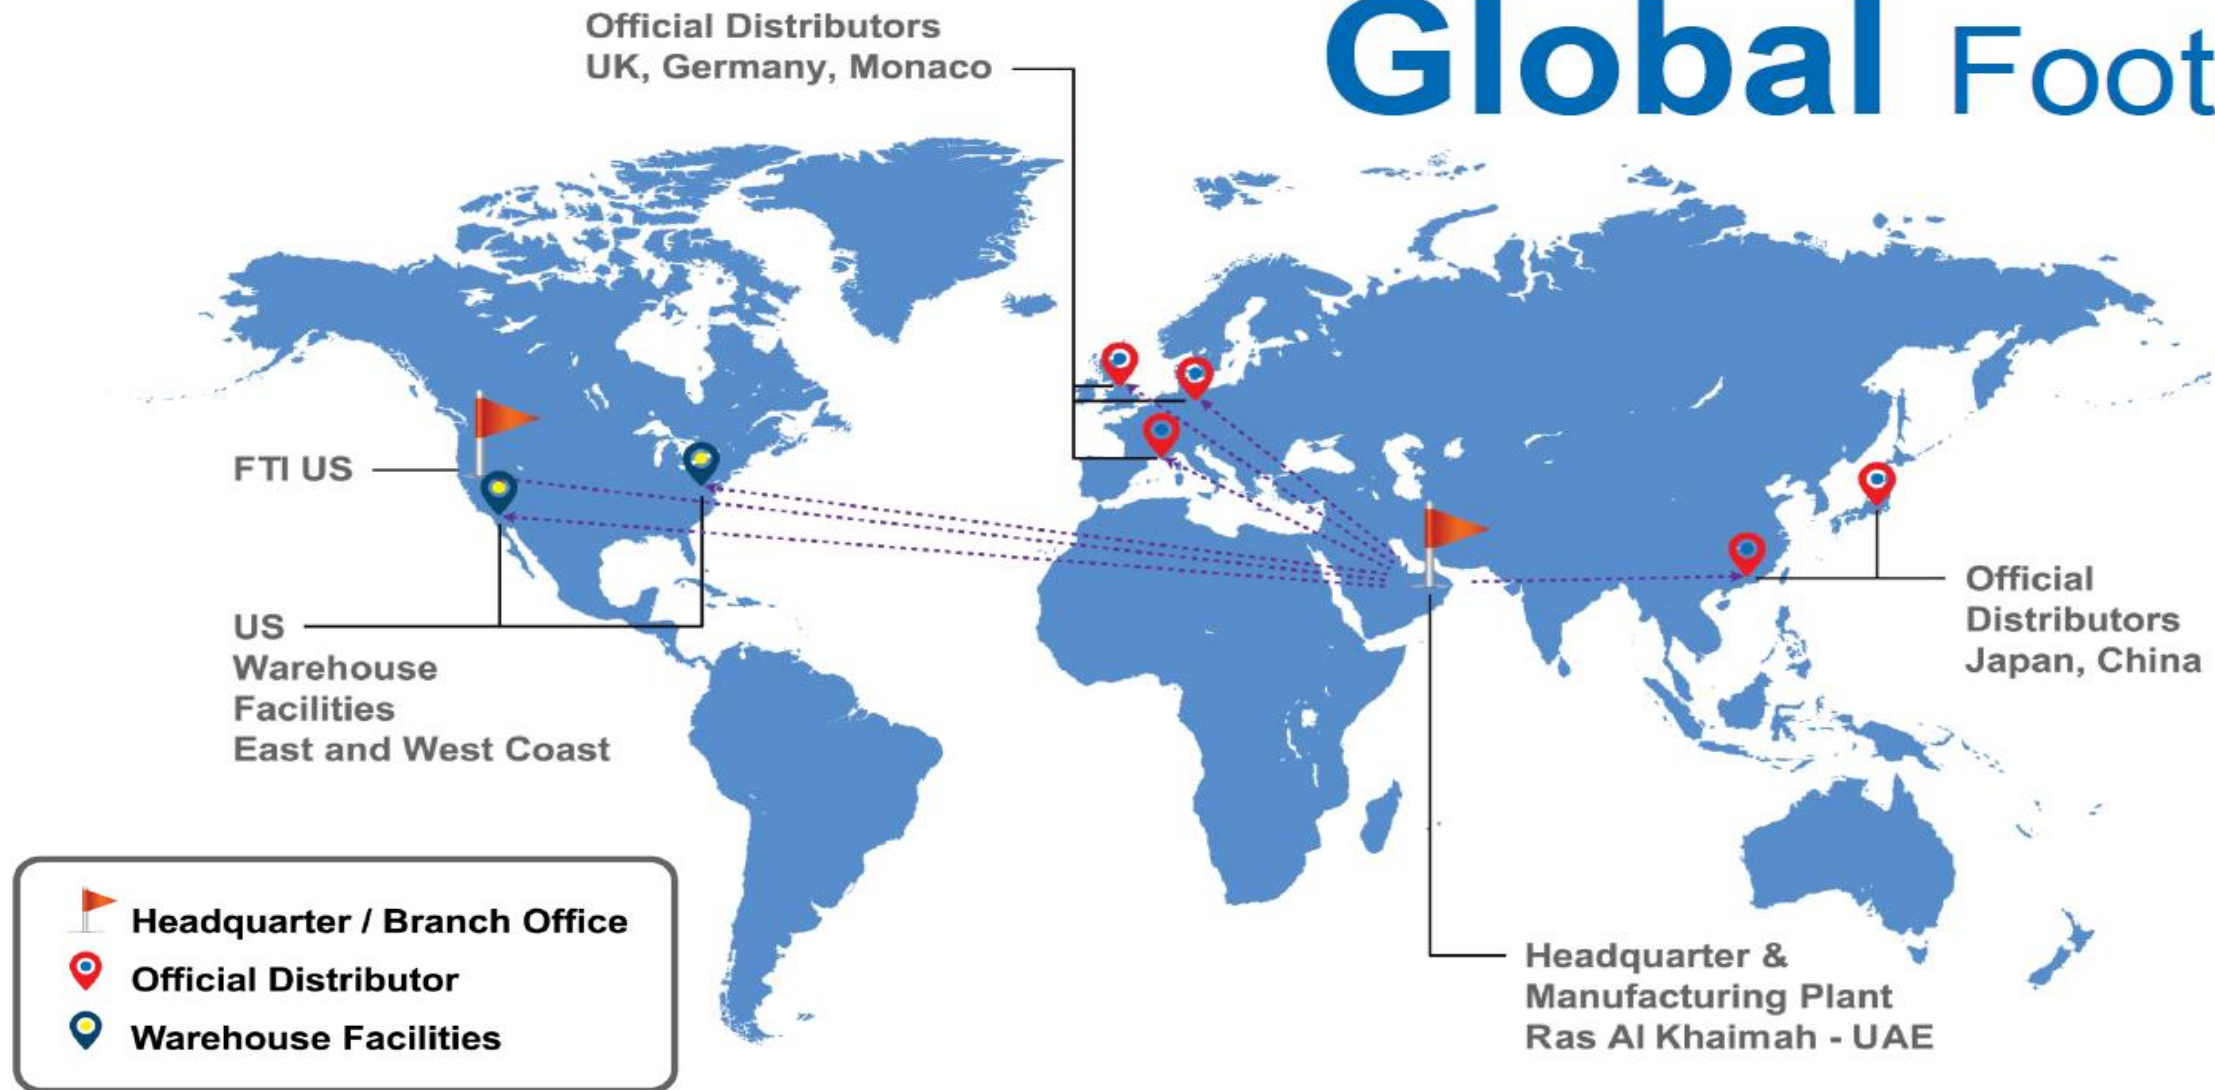 Official Distributors
UK, Germany, Monaco
Global Foot
FTI US
US
Warehouse
Facilities
East and West Coast
Official
Distributors
Japan, China
Headquarter / Branch Office
Official Distributor
Warehouse Facilities
Headquarter &
Manufacturing Plant
Ras Al Khaimah - UAE